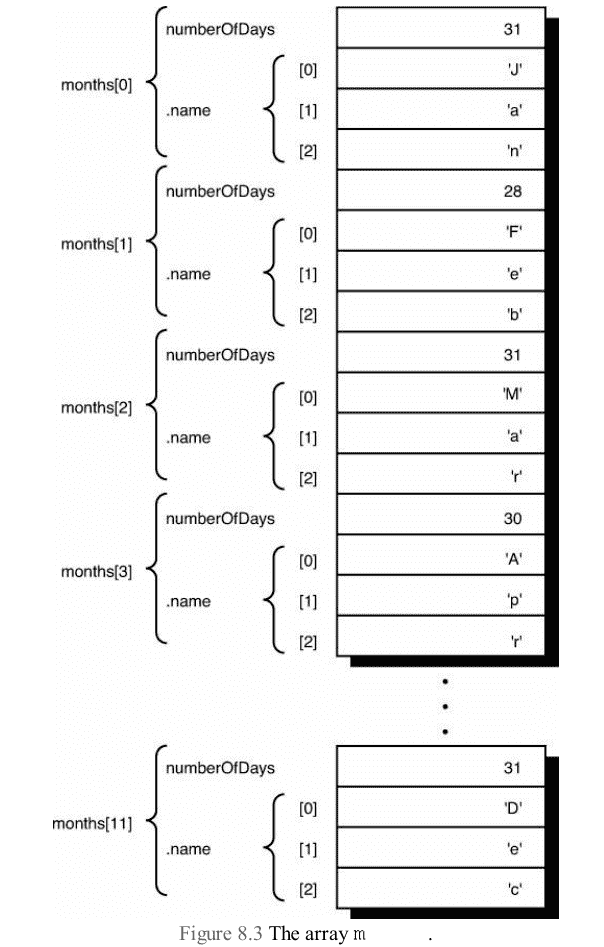 numberOfDays 31
months[0] .name [0] 'J'
[1] 'a'
[2] 'n'
numberOfDays 28
months[1] .name [0] 'F'
[1] 'e'
[2] 'b'
numberOfDays 31
months[2] .name [0] 'M'
[1] 'a'
[2] 'r'
numberOfDays 30
months[3] .name [0] 'A'
[1] 'p'
[2] 'r'
numberOfDays 31
months[11] .name [0] 'D'
[1] 'e'
[2] 'c'
Figure 8.3 The array m .